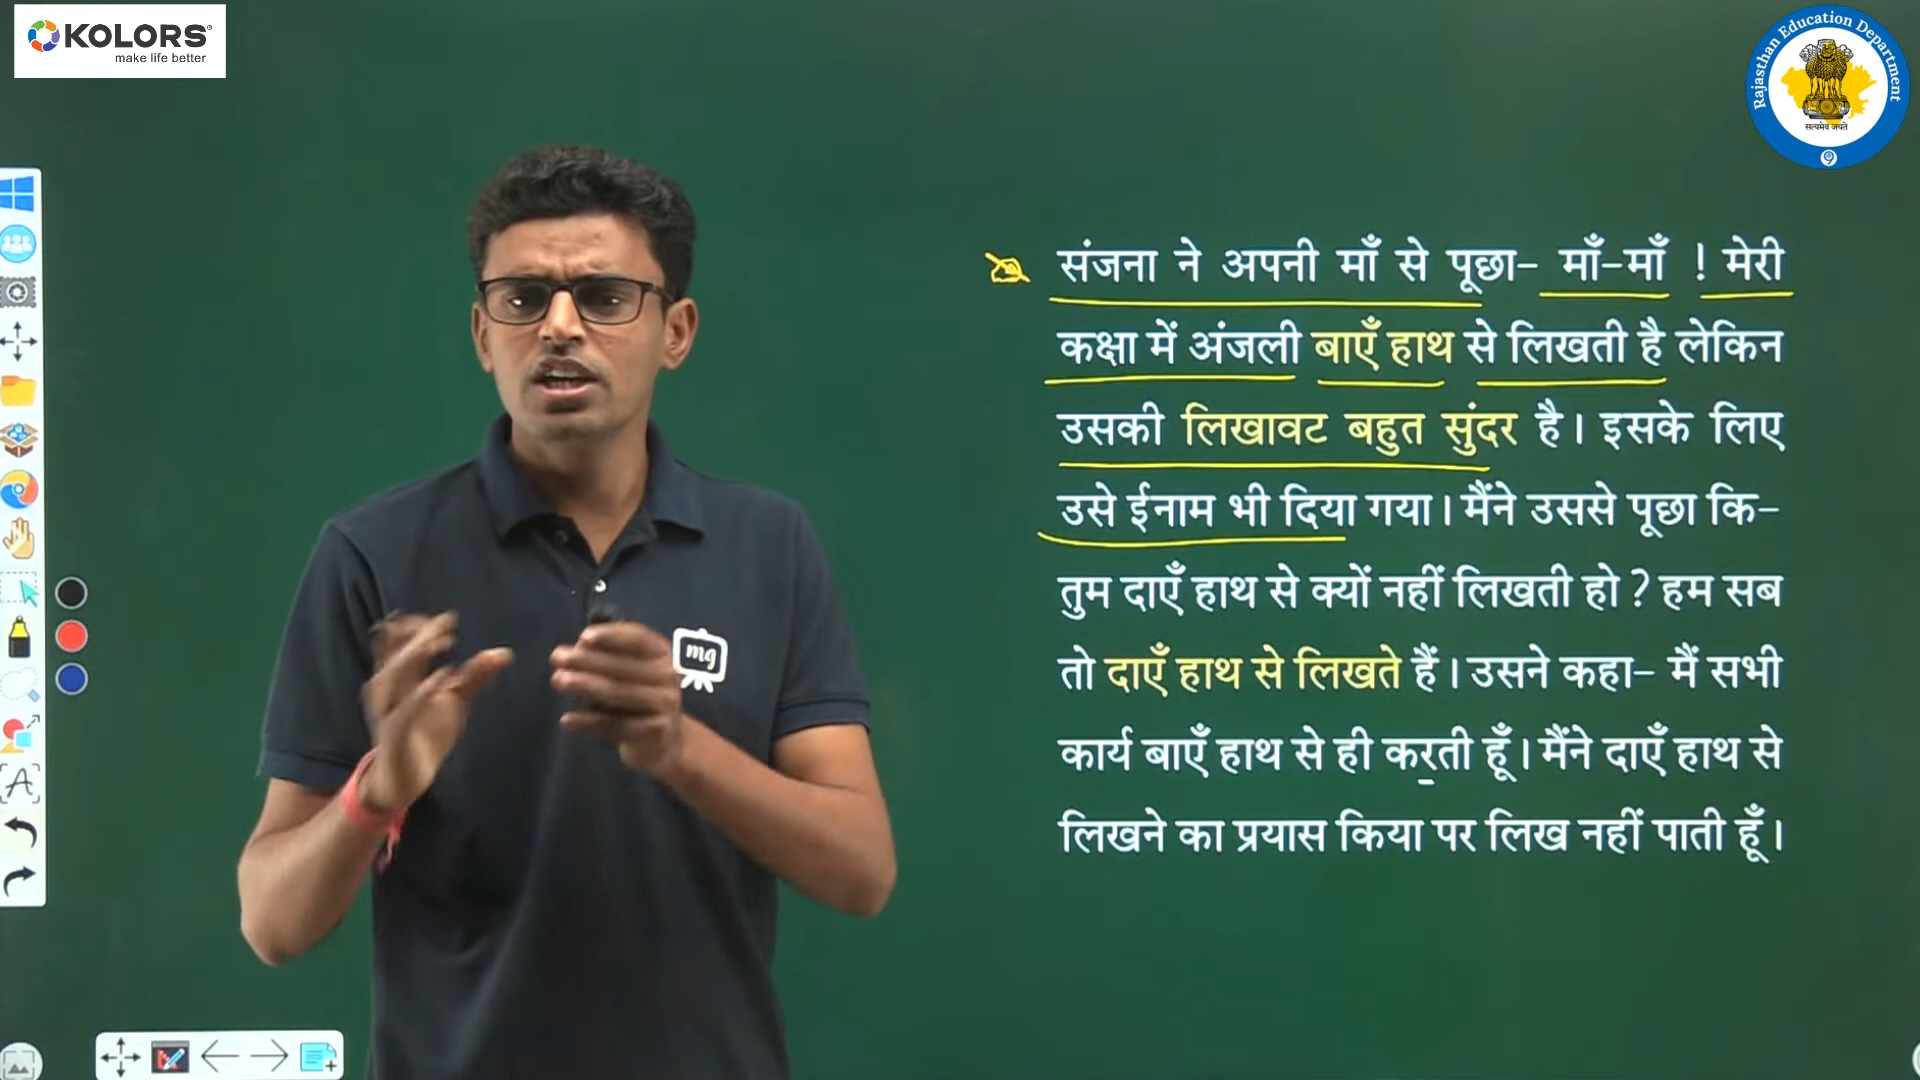 KOLORS
make life better
Rajasthan Education Department
सत्यमेव जयते
संजना ने अपनी माँ से पूछा– माँ–माँ ! मेरी
कक्षा में अंजली बाएँ हाथ से लिखती है लेकिन
उसकी लिखावट बहुत सुंदर है। इसके लिए
उसे ईनाम भी दिया गया। मैंने उससे पूछा कि–
तुम दाएँ हाथ से क्यों नहीं लिखती हो ? हम सब
तो दाएँ हाथ से लिखते हैं। उसने कहा– मैं सभी
कार्य बाएँ हाथ से ही करती हूँ। मैंने दाएँ हाथ से
लिखने का प्रयास किया पर लिख नहीं पाती हूँ।
mg
A